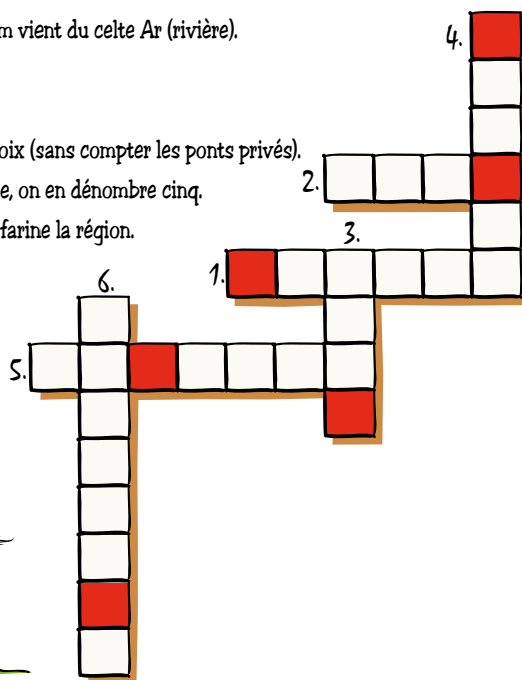 vient du celte Ar (rivière).
4.
(sans compter les ponts privés).
on en dénombre cinq.
2.
farine la région.
3.
6.
1.
5.